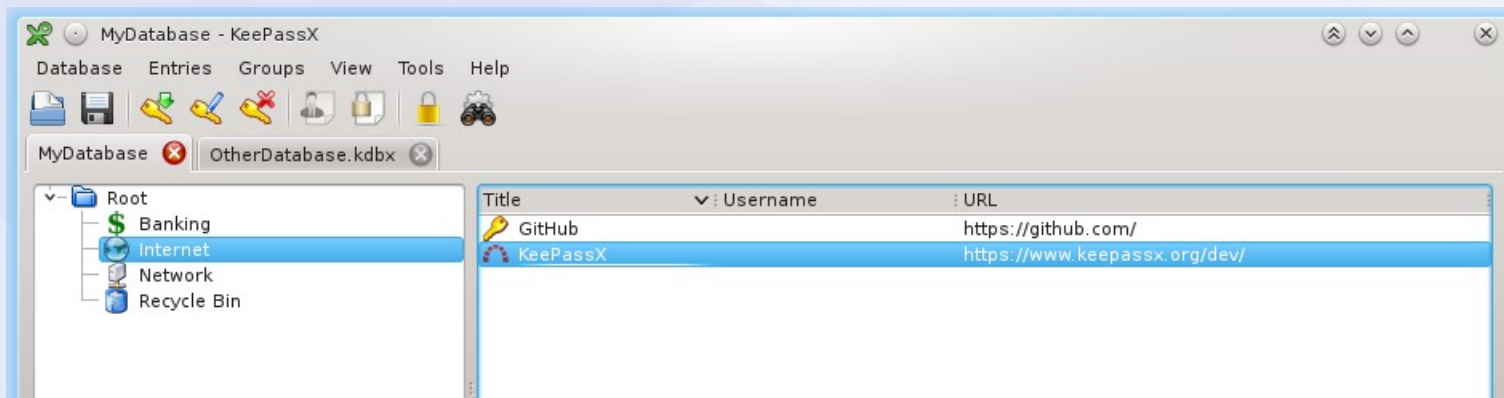 MyDatabase - KeePassX
Database Entries Groups View Tools Help
MyDatabase OtherDatabase.kdbx
Root
Banking
Internet
Network
Recycle Bin
Title Username URL
GitHub https://github.com/
KeePassX https://www.keepassx.org/dev/